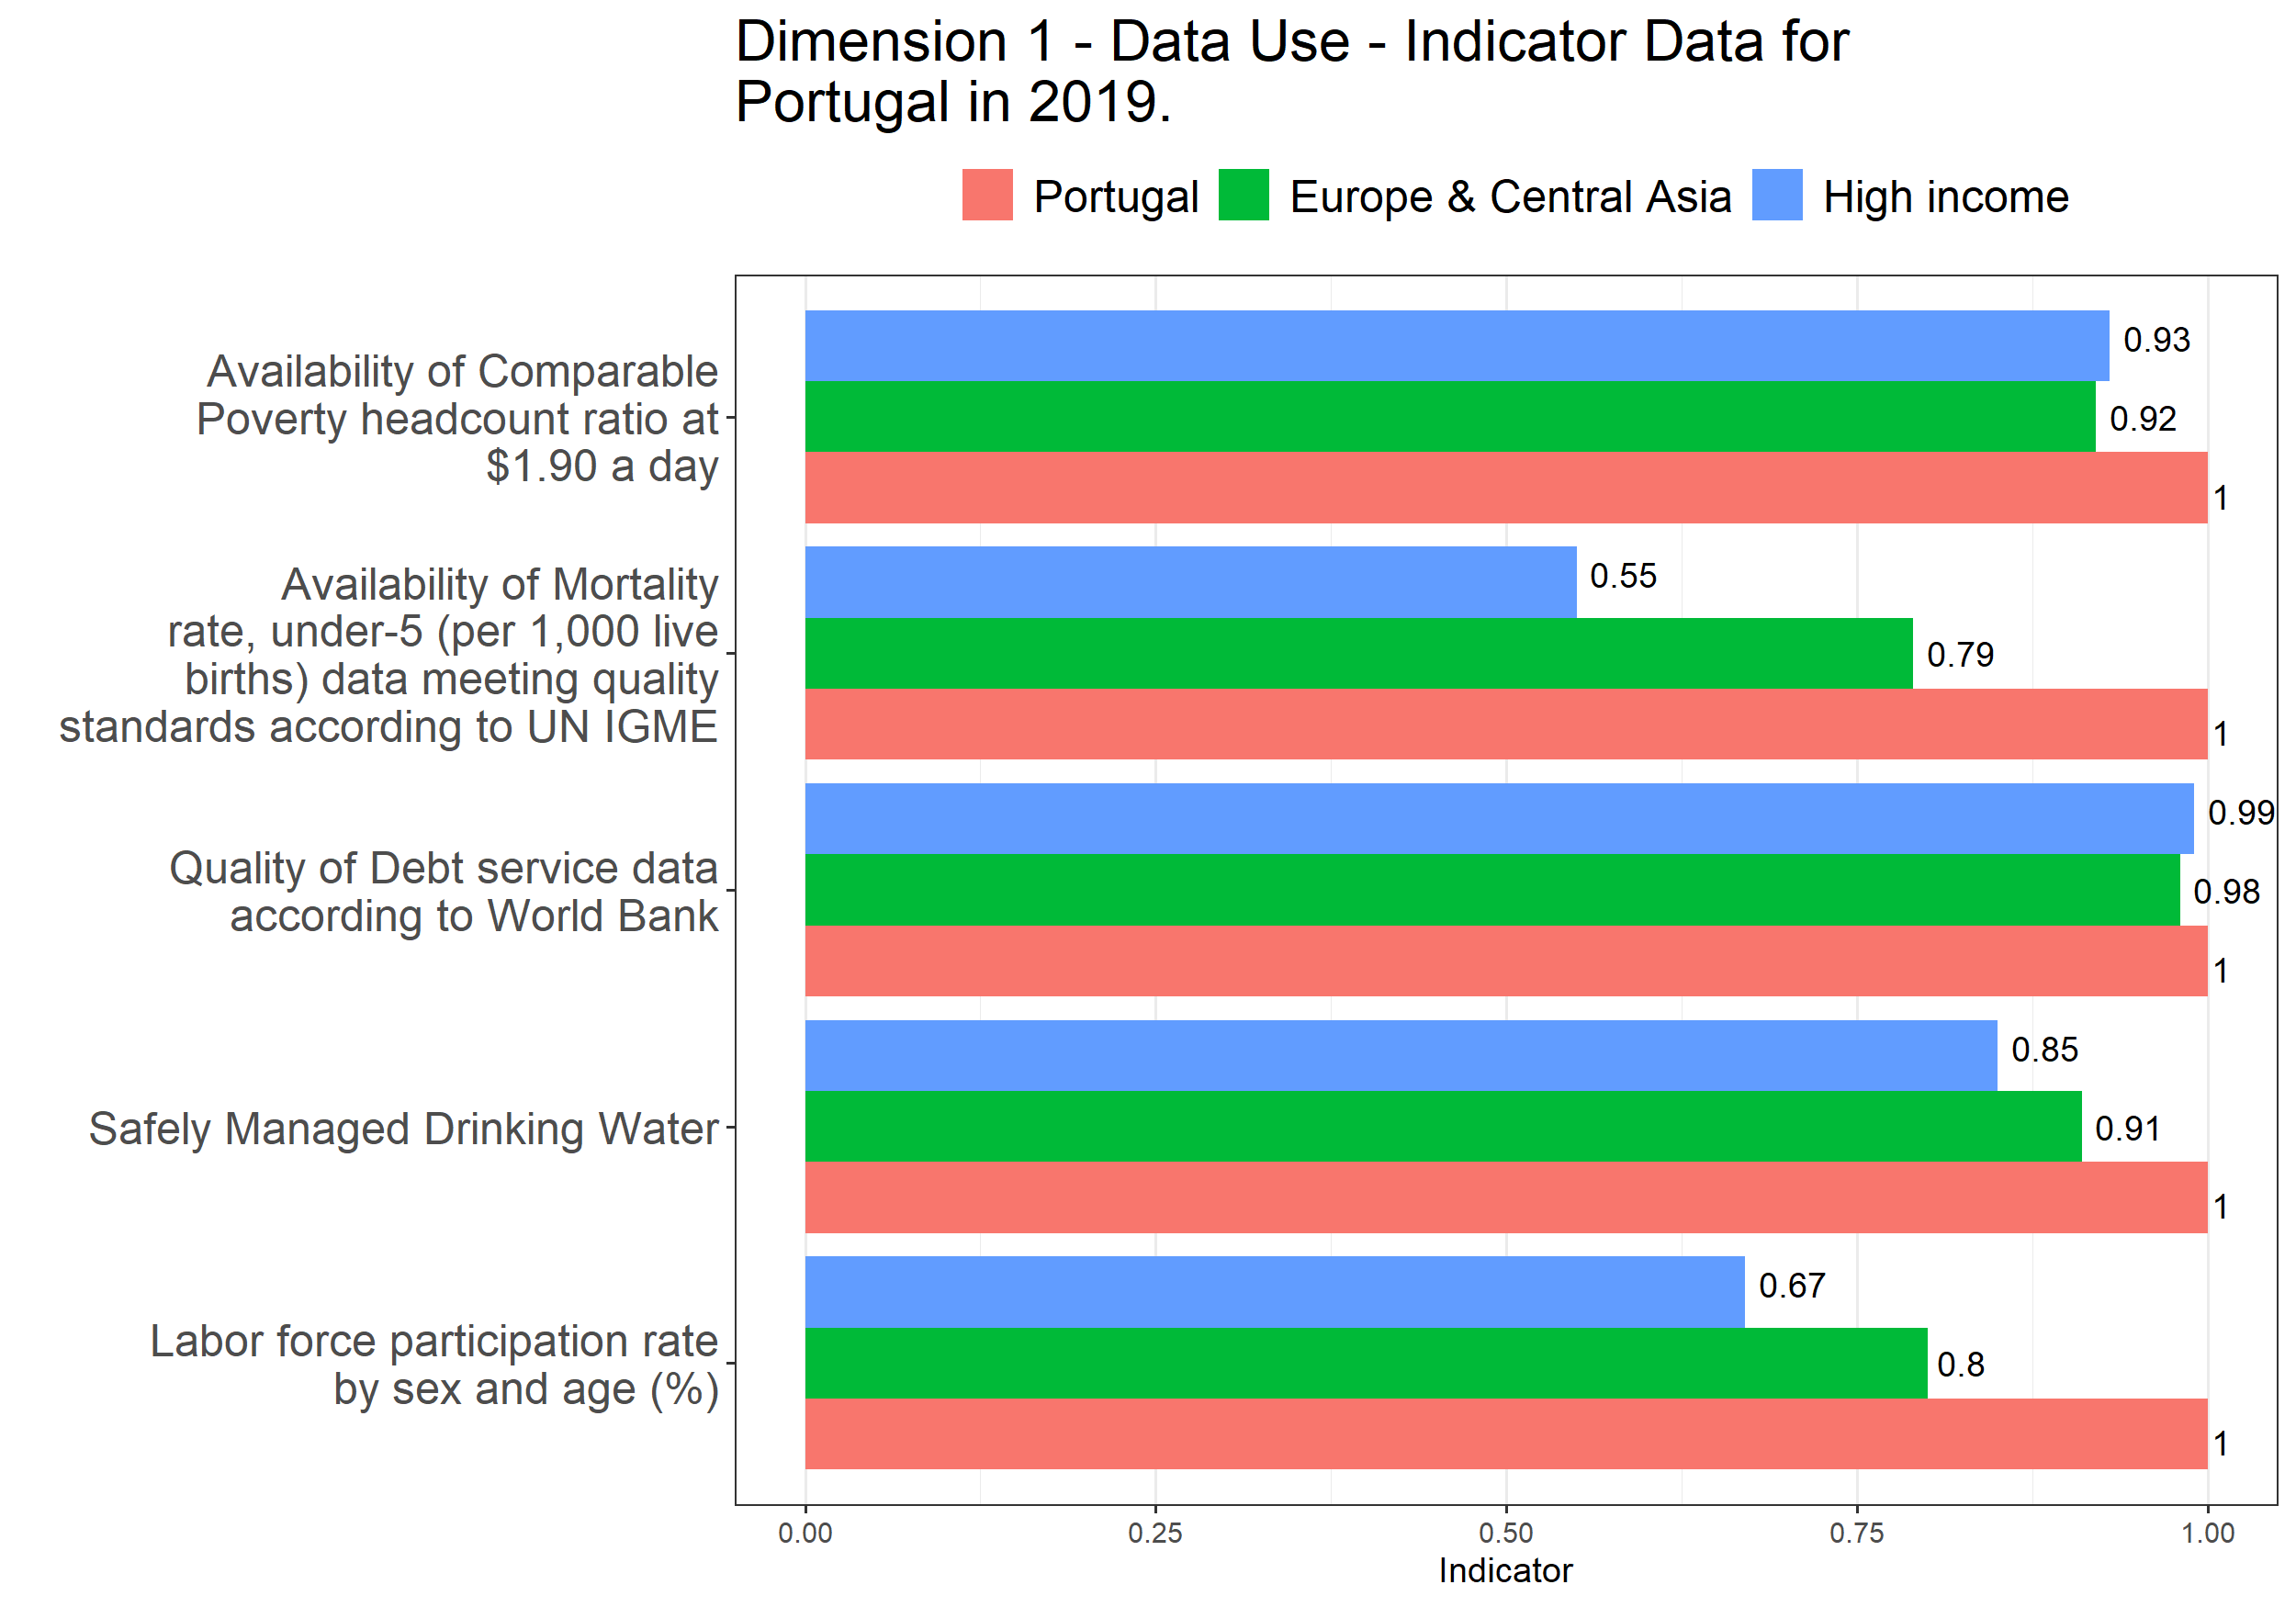 Dimension 1 - Data Use - Indicator Data for
Portugal in 2019.
Portugal
Europe & Central Asia
High income
Availability of Comparable
Poverty headcount ratio at
$1.90 a day
0.93
0.92
1
Availability of Mortality
rate, under-5 (per 1,000 live
births) data meeting quality
standards according to UN IGME
0.55
0.79
1
Quality of Debt service data
according to World Bank
0.99
0.98
1
Safely Managed Drinking Water
0.85
0.91
1
Labor force participation rate
by sex and age (%)
0.67
0.8
1
0.00 0.25 0.50 0.75 1.00
Indicator